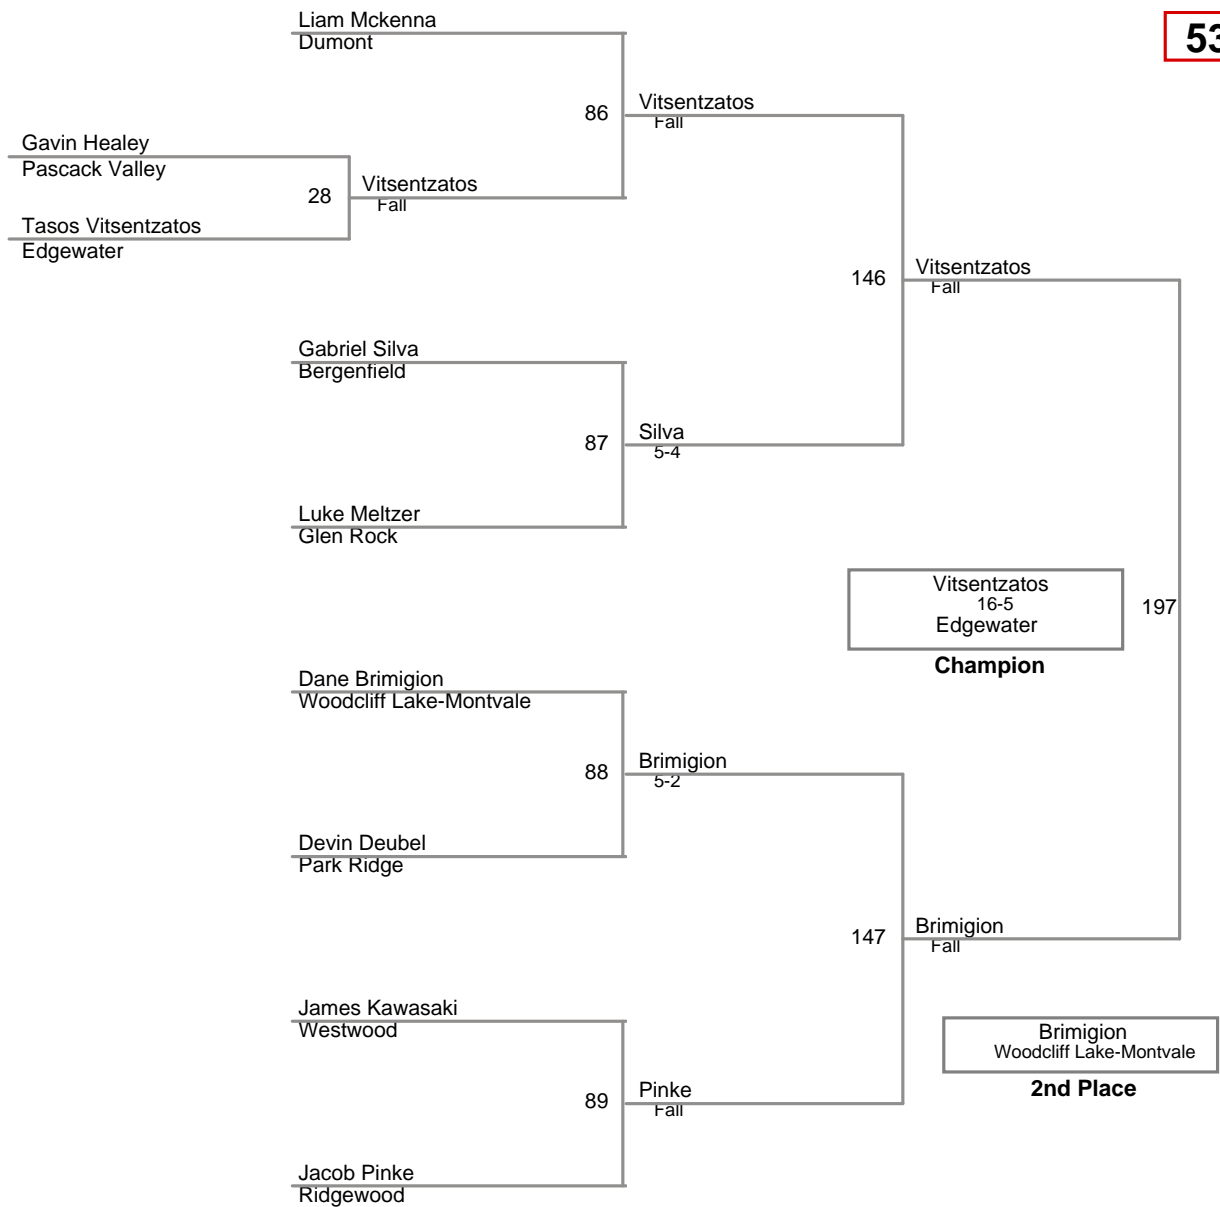 Liam Mckenna
Dumont
53
86
Vitsentzatos
Fall
Gavin Healey
Pascack Valley
28
Vitsentzatos
Fall
Tasos Vitsentzatos
Edgewater
146
Vitsentzatos
Fall
Gabriel Silva
Bergenfield
87
Silva
5-4
Luke Meltzer
Glen Rock
Vitsentzatos
16-5
Edgewater
197
Champion
Dane Brimigion
Woodcliff Lake-Montvale
88
Brimigion
5-2
Devin Deubel
Park Ridge
147
Brimigion
Fall
James Kawasaki
Westwood
Brimigion
Woodcliff Lake-Montvale
2nd Place
89
Pinke
Fall
Jacob Pinke
Ridgewood